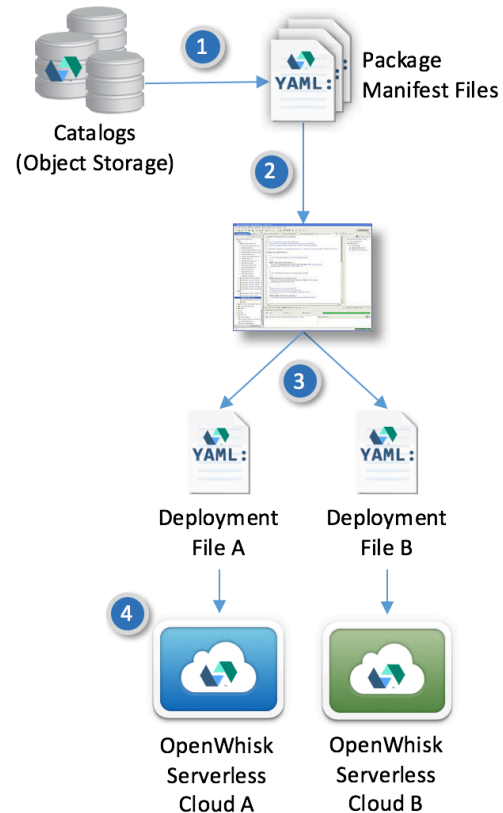 1
YAML:
Package
Manifest Files
Catalogs
(Object Storage)
2
3
YAML:
YAML:
Deployment
File A
Deployment
File B
4
OpenWhisk
Serverless
Cloud A
OpenWhisk
Serverless
Cloud B